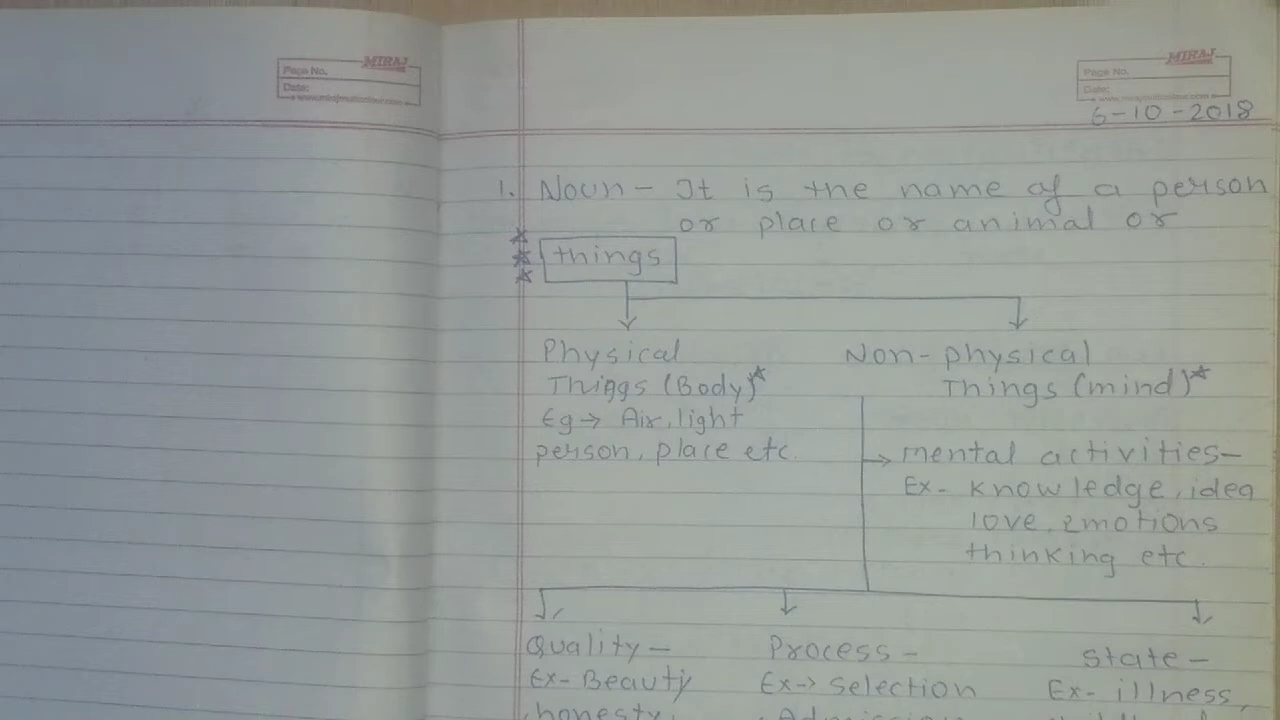 MIRAJ
Page No.
Date:
MIRAJ
Page No.
Date:
6-10-2018
1. Noun - It is the name of a person
or place or animal or
things
Physical
Things (Body)*
Eg → Air, light
person, place etc.
Non-physical
Things (mind)*
→ mental activities-
Ex- knowledge, idea
love, emotions
thinking etc.
Quality -
Ex- Beauty
honesty,
Process -
Ex → selection
Admission
State -
Ex- illness,